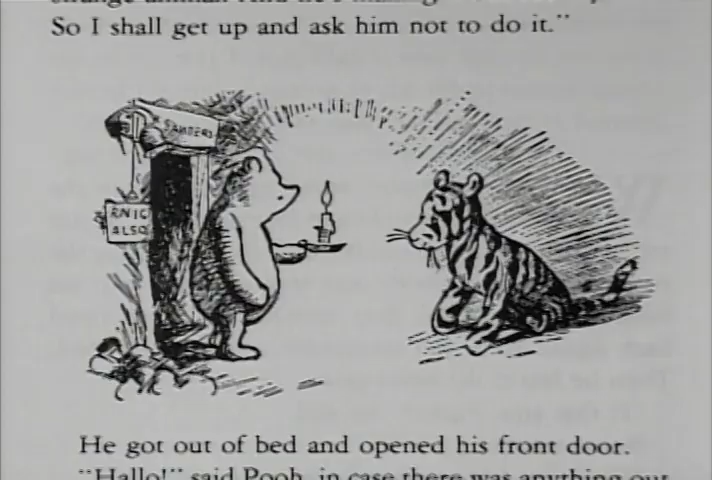 So I shall get up and ask him not to do it."
SANDERS
RNIG
ALSO
He got out of bed and opened his front door.
"Hallo!" said Pooh, in case there was anything out